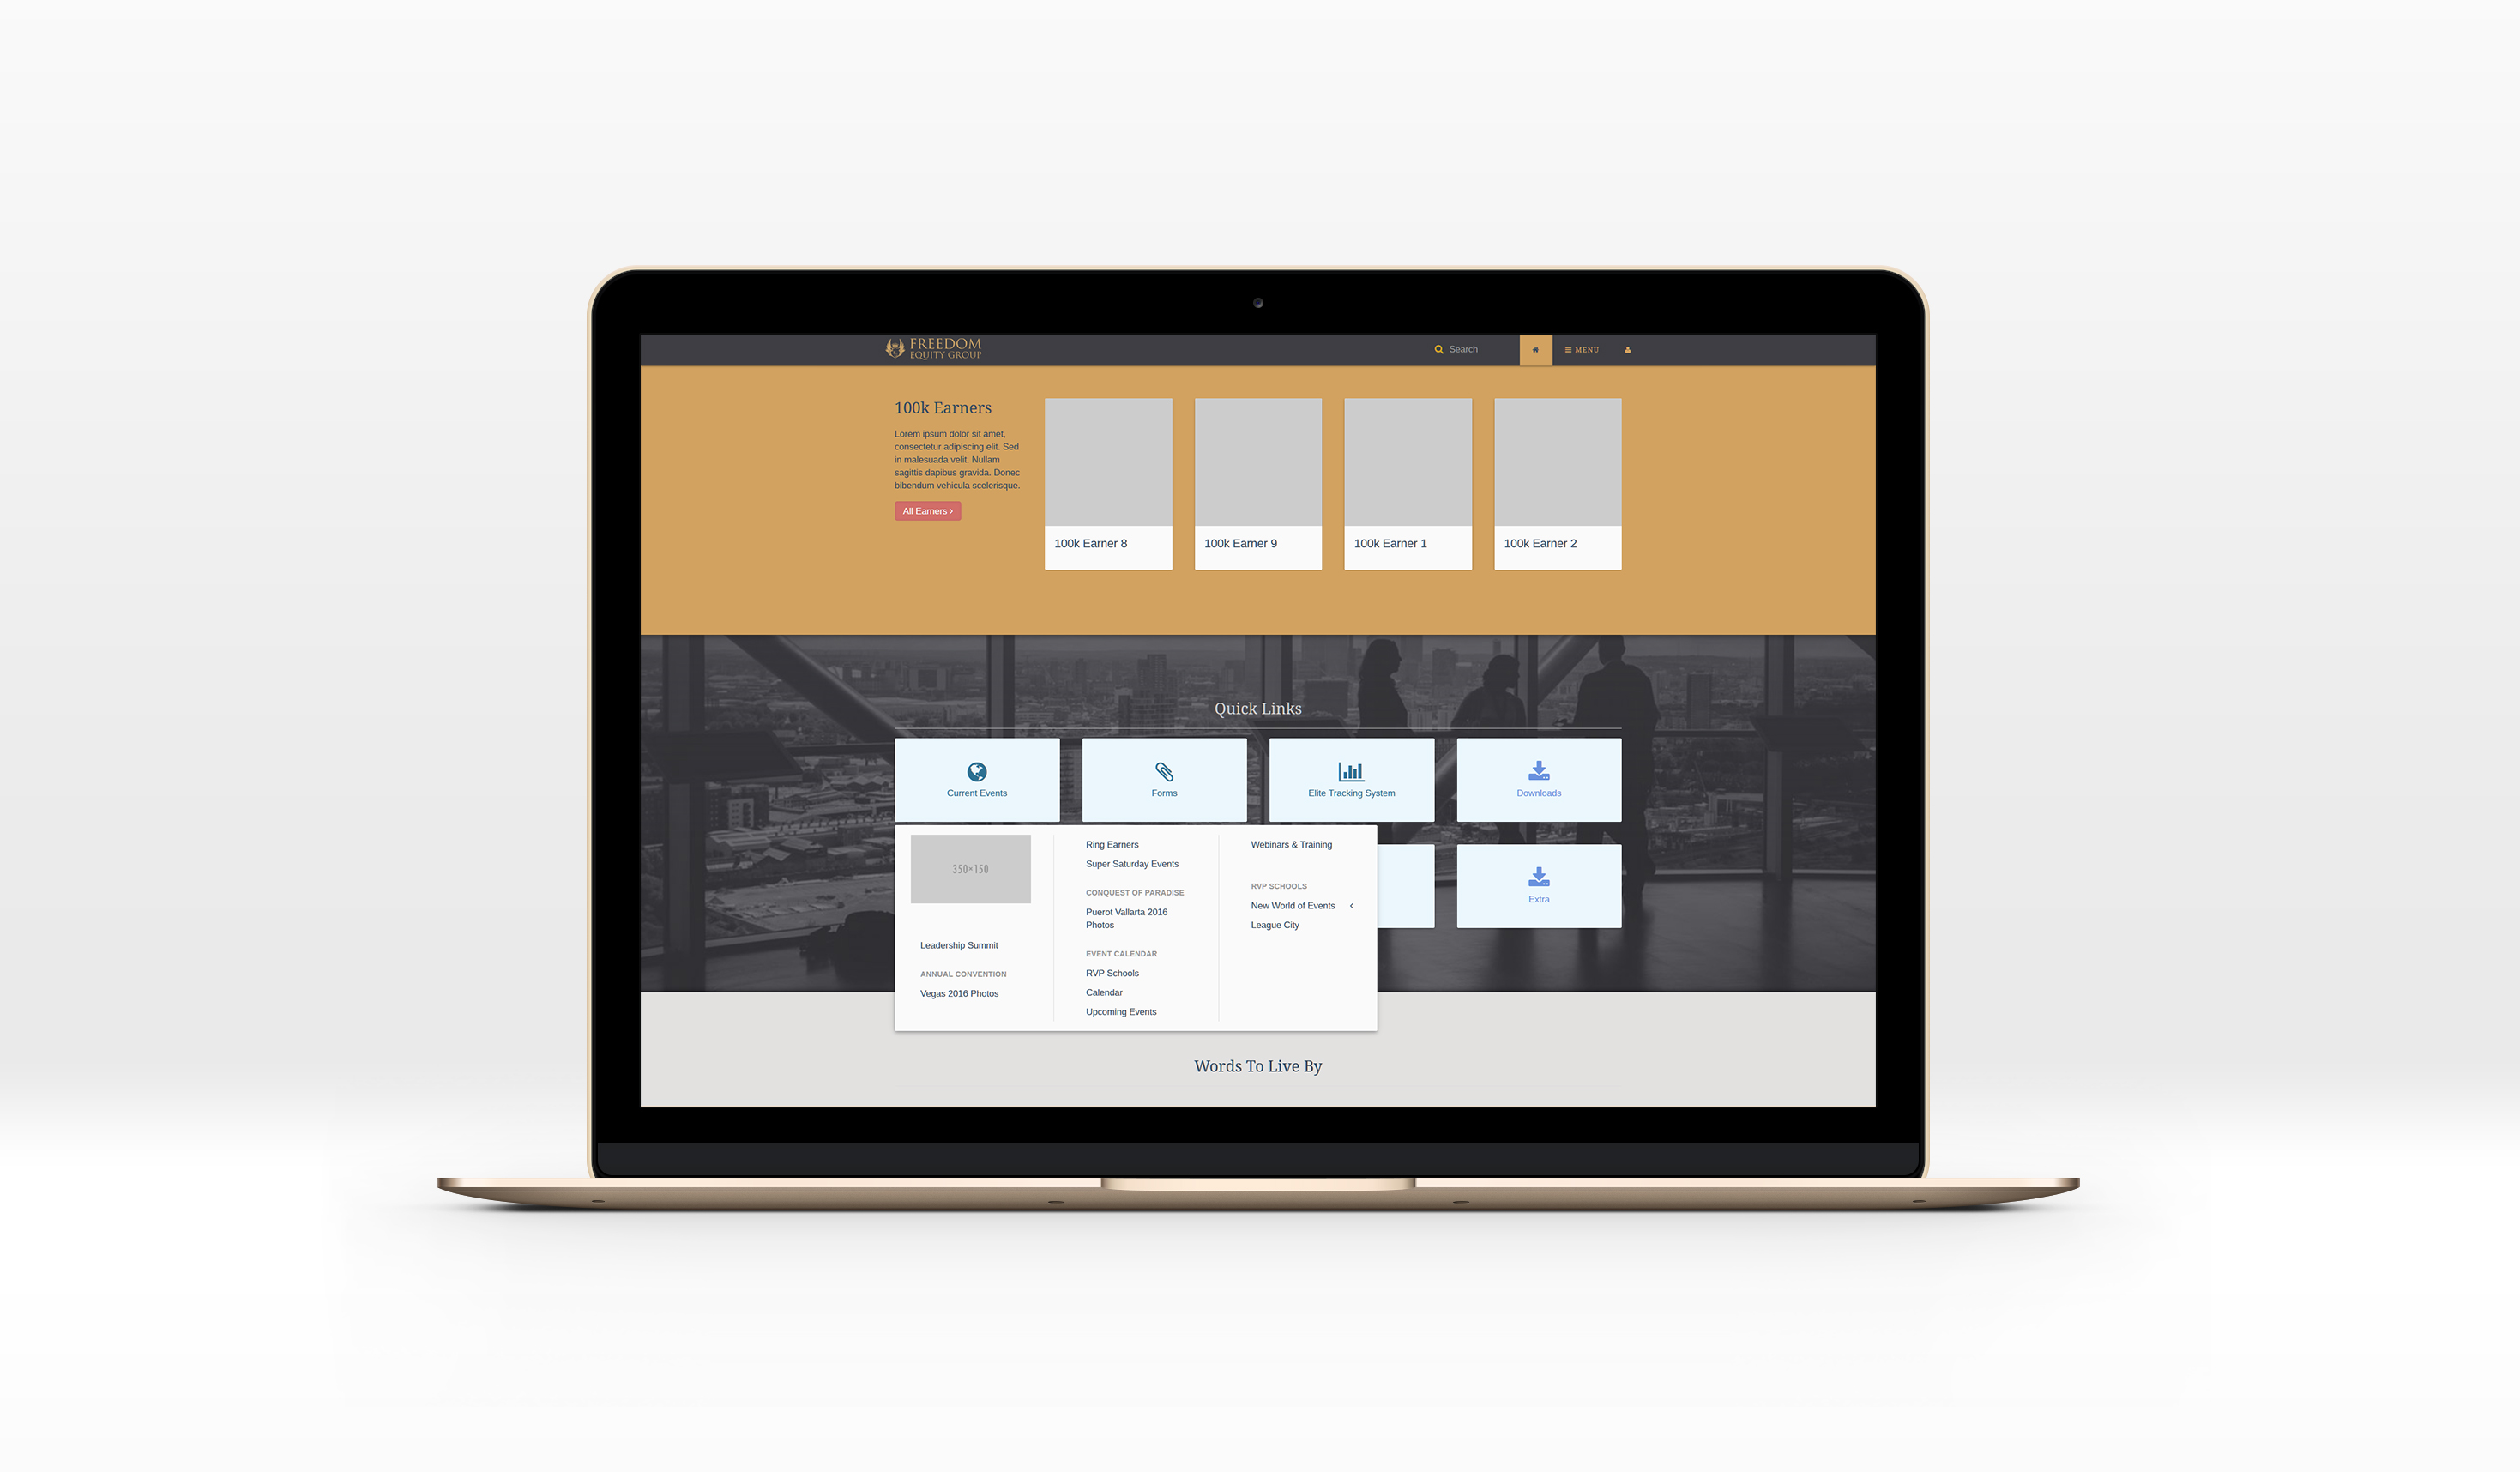 FREEDOM
EQUITY GROUP
Search
MENU
100k Earners
Lorem ipsum dolor sit amet,
consectetur adipiscing elit. Sed
in malesuada velit. Nullam
sagittis dapibus gravida. Donec
bibendum vehicula scelerisque.
All Earners
100k Earner 8
100k Earner 9
100k Earner 1
100k Earner 2
Quick Links
Current Events
Forms
Elite Tracking System
Downloads
350×150
Leadership Summit
ANNUAL CONVENTION
Vegas 2016 Photos
Ring Earners
Super Saturday Events
CONQUEST OF PARADISE
Puerot Vallarta 2016
Photos
EVENT CALENDAR
RVP Schools
Calendar
Upcoming Events
Webinars & Training
RVP SCHOOLS
New World of Events
League City
Extra
Words To Live By